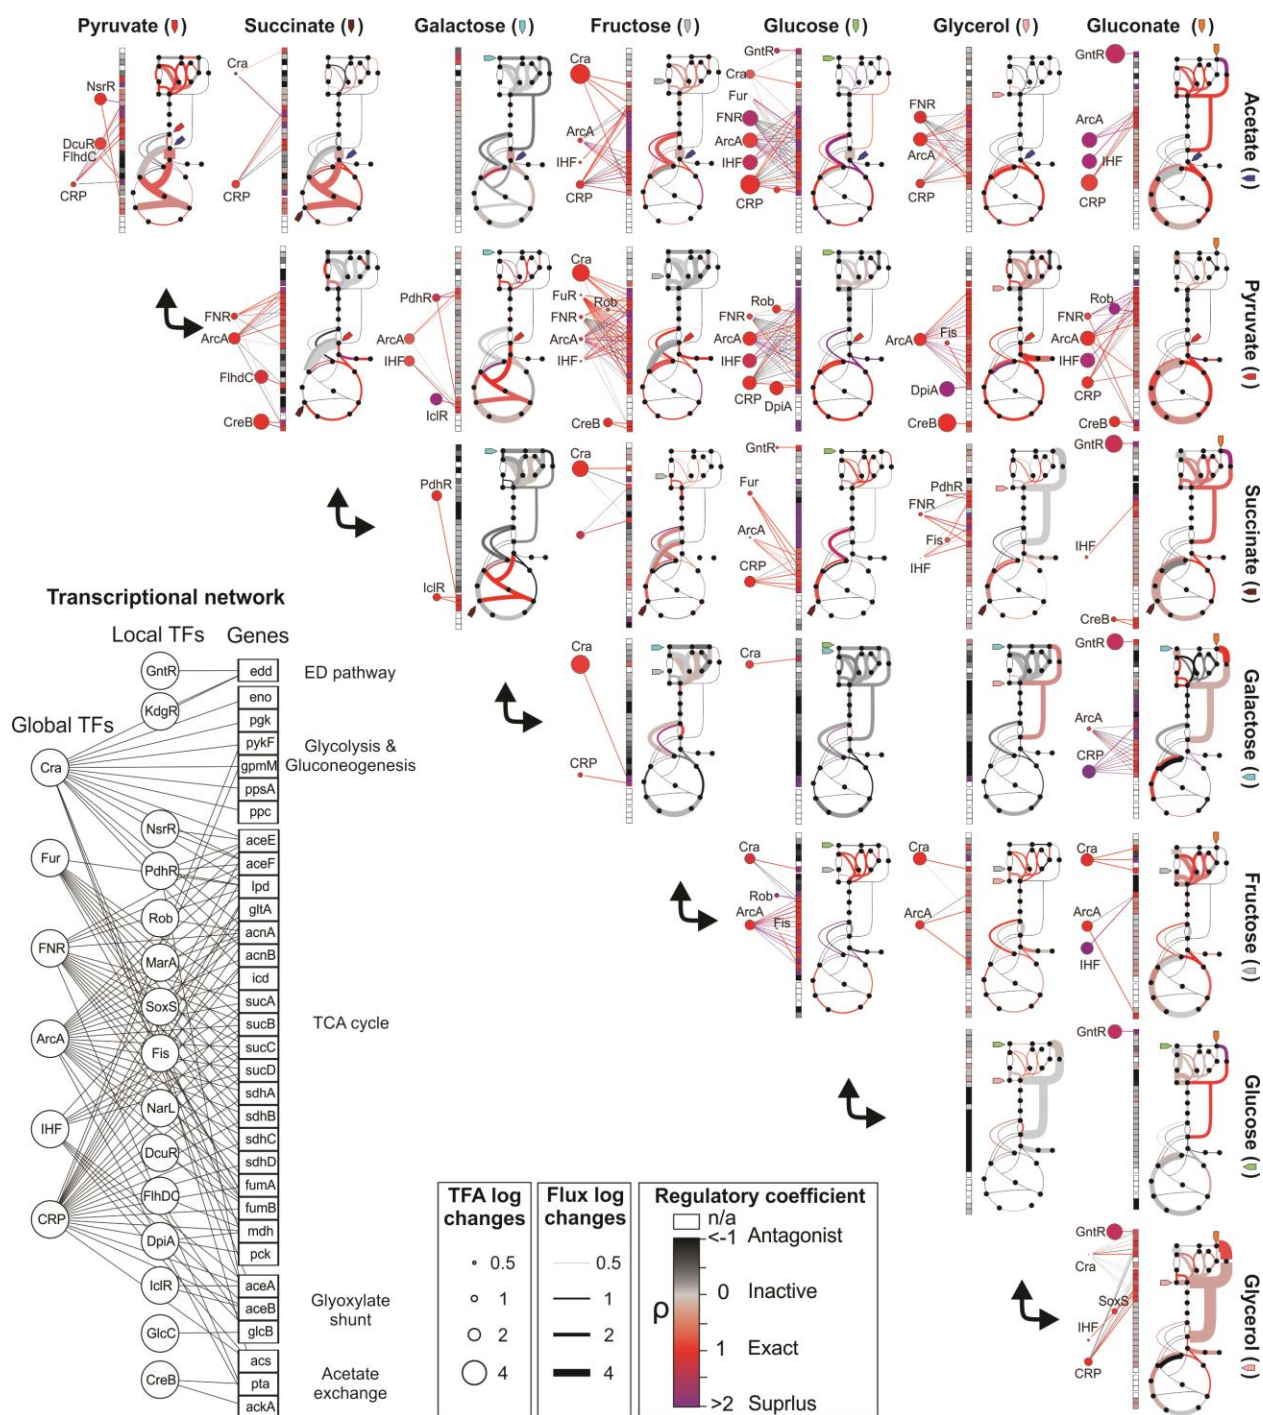 Pyruvate ( )
Succinate ( )
Galactose ( )
Fructose ( )
Glucose ( )
Glycerol ( )
Gluconate ( )
NsrR
DcuR
FlhdC
CRP
Cra
CRP
Cra
ArcA
IHF
CRP
GntR
Cra
Fur
FNR
ArcA
IHF
CRP
FNR
ArcA
GntR
ArcA
IHF
CRP
Acetate ( )
FNR
ArcA
FlhdC
CreB
PdhR
ArcA
IHF
IclR
Cra
FuR
Rob
FNR
ArcA
IHF
CreB
Rob
FNR
ArcA
IHF
CRP
DpiA
ArcA
Fis
DpiA
CreB
Rob
FNR
ArcA
IHF
CRP
CreB
Pyruvate ( )
PdhR
IclR
Cra
GntR
Fur
ArcA
CRP
PdhR
FNR
Fis
IHF
GntR
IHF
CreB
Succinate ( )
Cra
CRP
Cra
GntR
ArcA
CRP
Galactose ( )
Cra
Rob
ArcA
Fis
Cra
ArcA
Cra
ArcA
IHF
Fructose ( )
GntR
Glucose ( )
GntR
Cra
SoxS
IHF
CRP
Glycerol ( )
Transcriptional network
Local TFs
Genes
Global TFs
Cra
Fur
FNR
ArcA
IHF
CRP
GntR
KdgR
NsrR
PdhR
Rob
MarA
SoxS
Fis
NarL
DcuR
FlhDC
DpiA
IclR
GlcC
CreB
edd
eno
pgk
pykF
gpmM
ppsA
ppc
aceE
aceF
lpd
gltA
acnA
acnB
icd
sucA
sucB
sucC
sucD
sdhA
sdhB
sdhC
sdhD
fumA
fumB
mdh
pck
aceA
aceB
glcB
acs
pta
ackA
ED pathway
Glycolysis &
Gluconeogenesis
TCA cycle
Glyoxylate
shunt
Acetate
exchange
TFA log
changes
0.5
1
2
4
Flux log
changes
0.5
1
2
4
Regulatory coefficient
n/a
<-1 Antagonist
0 Inactive
ρ
1 Exact
>2 Suprlus